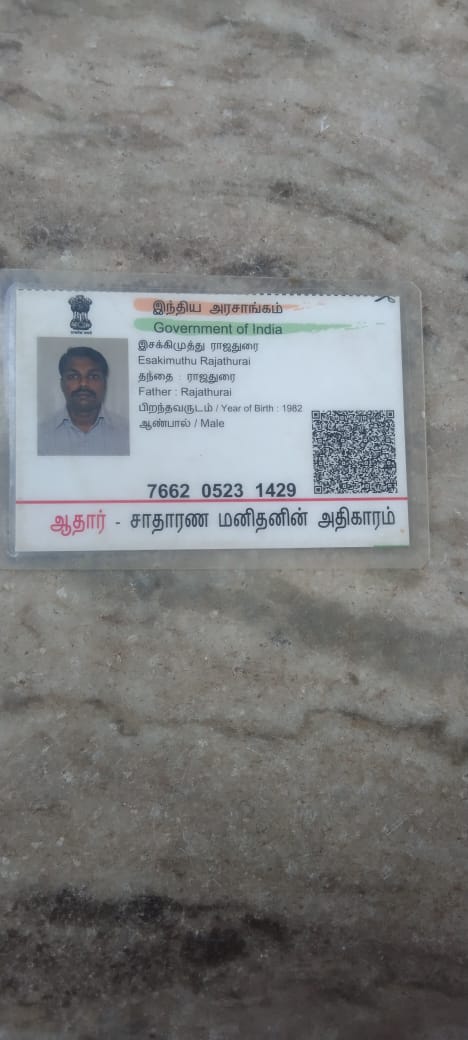 இந்திய அரசாங்கம்
Government of India
இசக்கிமுத்து ராஜதுரை
Esakimuthu Rajathurai
தந்தை : ராஜதுரை
Father : Rajathurai
பிறந்தவருடம் / Year of Birth : 1982
ஆண்பால் / Male
7662 0523 1429
ஆதார் - சாதாரண மனிதனின் அதிகாரம்